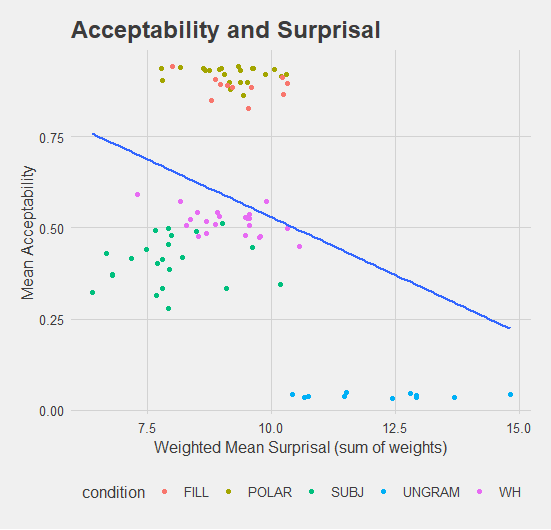 Acceptability and Surprisal
Mean Acceptability
0.75
0.50
0.25
0.00
7.5 10.0 12.5 15.0
Weighted Mean Surprisal (sum of weights)
condition FILL POLAR SUBJ UNGRAM WH